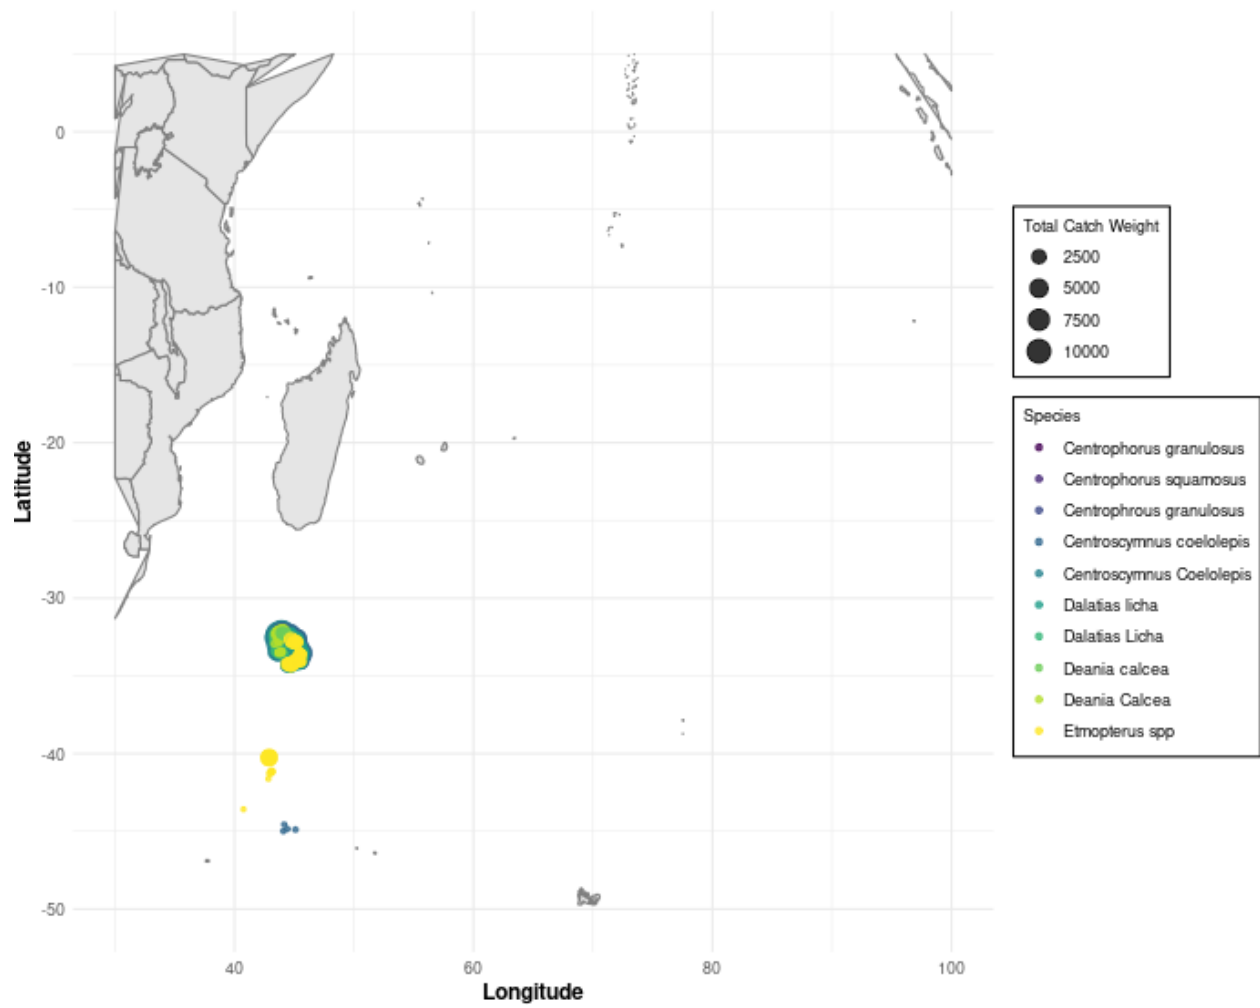 0
-10
-20
-30
-40
-50
Latitude
40
60
80
100
Longitude
Total Catch Weight
2500
5000
7500
10000
Species
Centrophorus granulosus
Centrophorus squamosus
Centrophrous granulosus
Centroscymnus coelolepis
Centroscymnus Coelolepis
Dalatias licha
Dalatias Licha
Deania calcea
Deania Calcea
Etmopterus spp